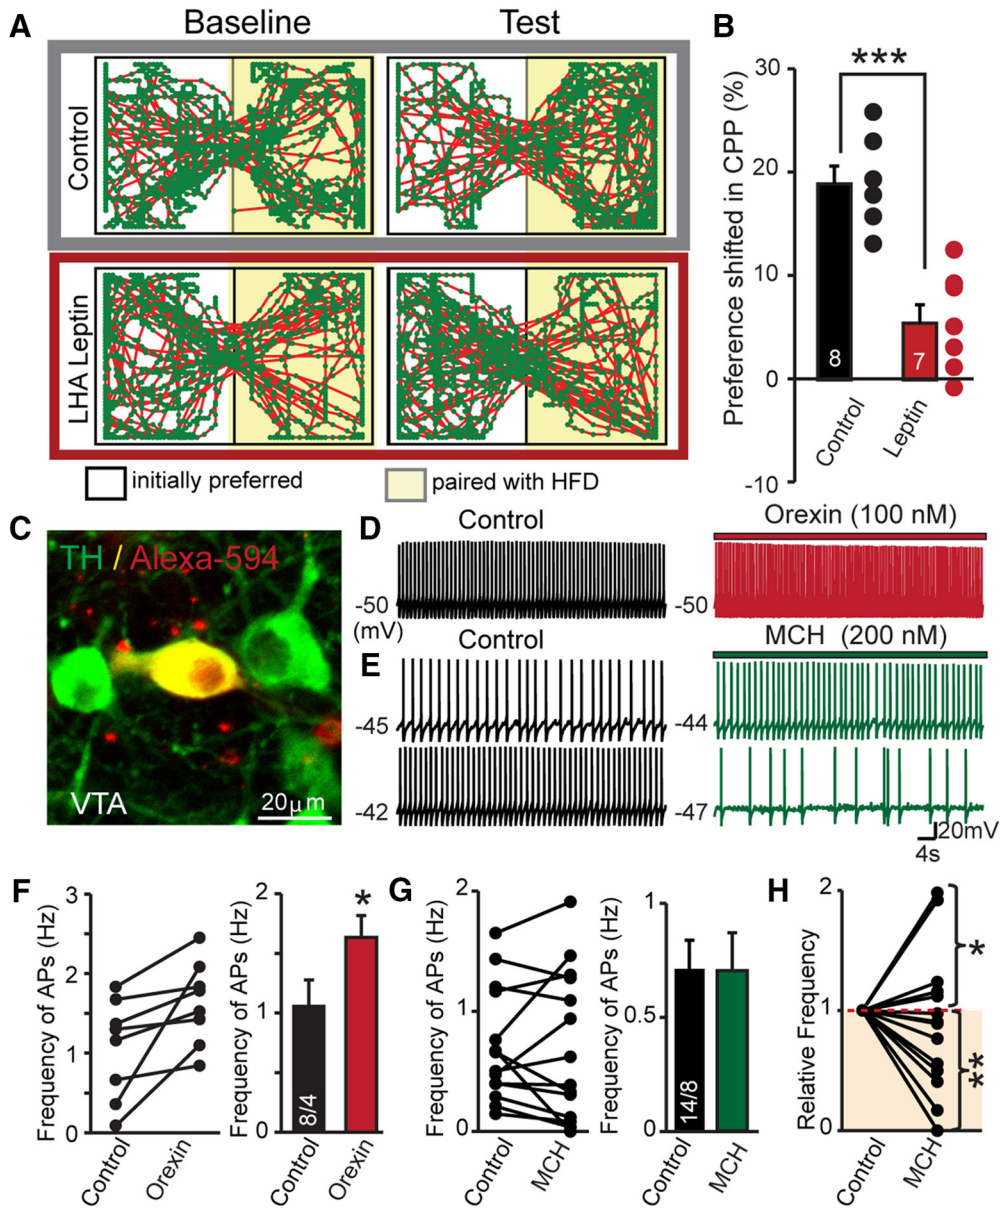 A
Baseline
Test
Control
LHA Leptin
initially preferred
paired with HFD
B
Preference shifted in CPP (%)
***
30
20
10
0
-10
8
7
Control
Leptin
C
TH / Alexa-594
VTA
20μm
D
Control
Orexin (100 nM)
-50
(mV)
-50
E
Control
MCH (200 nM)
-45
-44
-42
-47
20mV
4s
F
Frequency of APs (Hz)
3
2
1
0
Control
Orexin
Frequency of APs (Hz)
2
1
0
*
8/4
Control
Orexin
G
Frequency of APs (Hz)
2
1
0
Control
MCH
Frequency of APs (Hz)
1
0.5
0
14/8
Control
MCH
H
Relative Frequency
2
1
0
*
**
Control
MCH